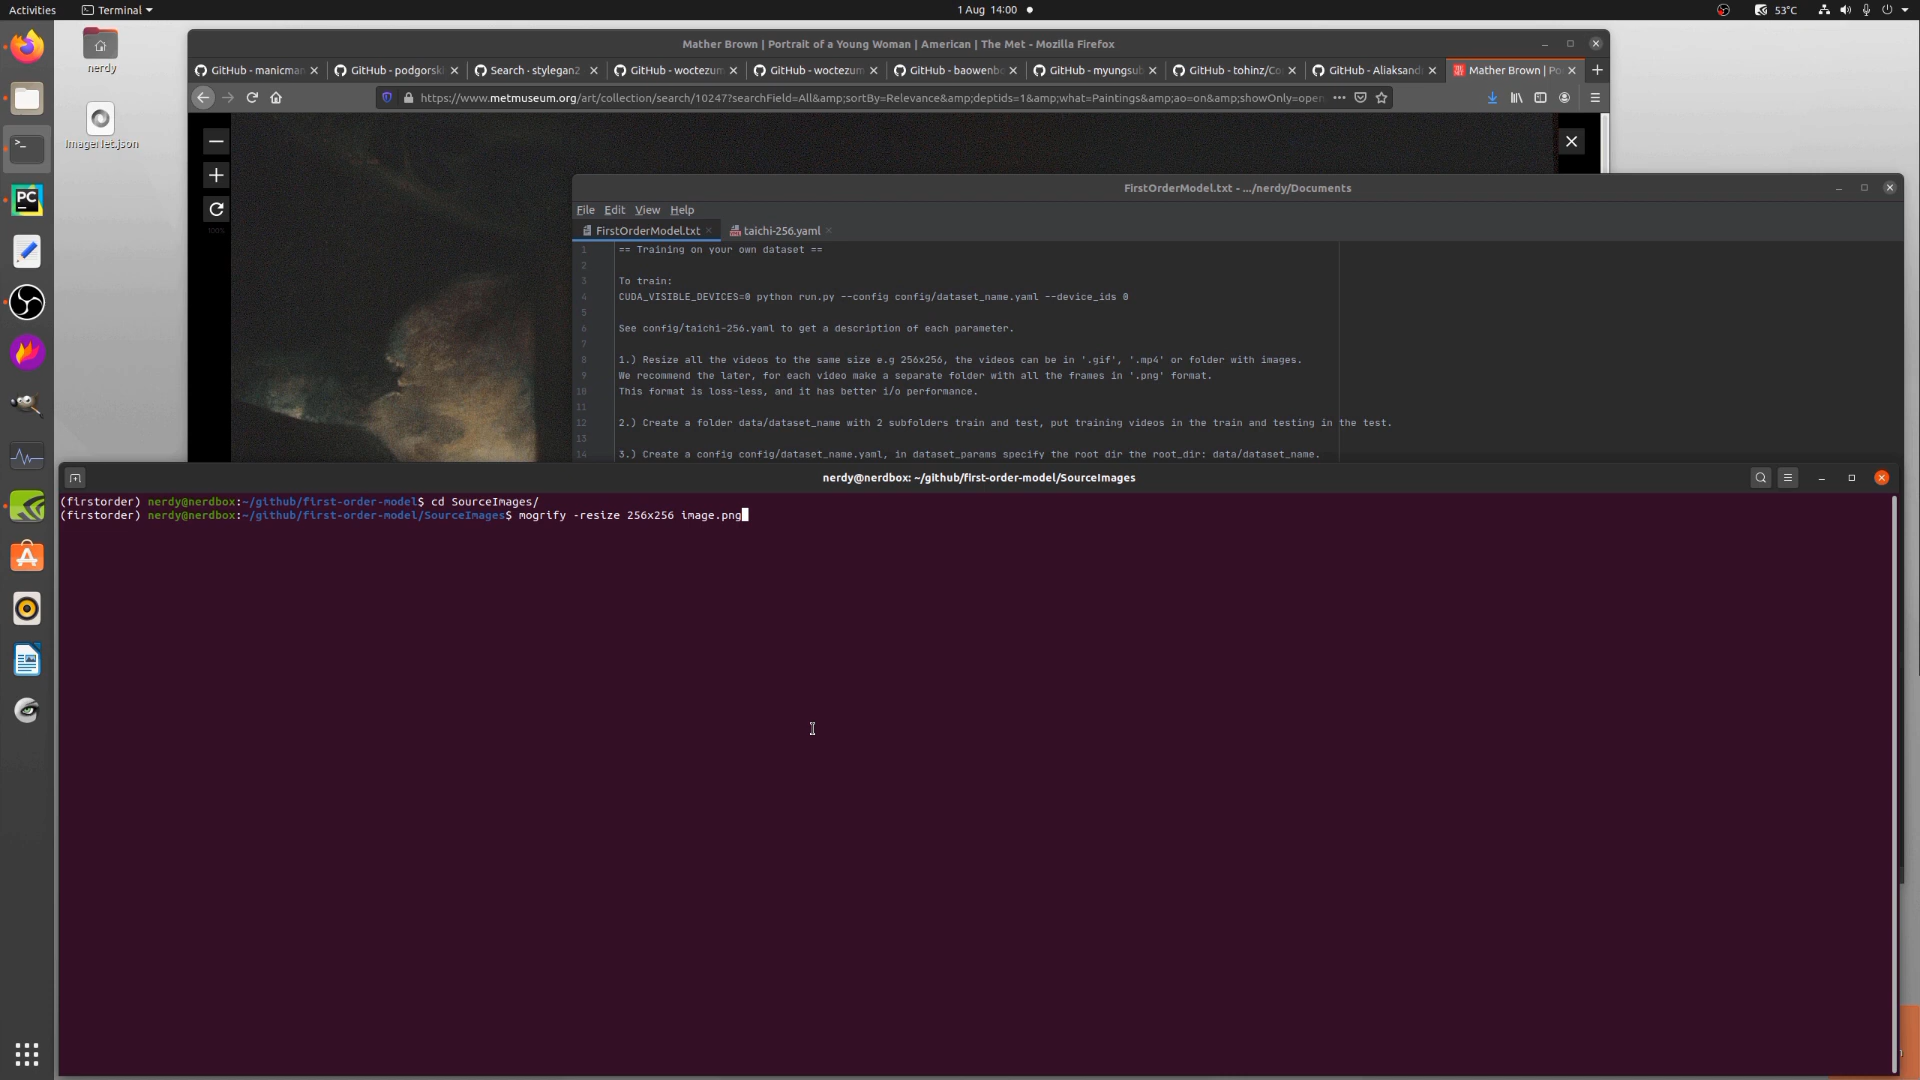 Activities
Terminal
1 Aug 14:00
53°C
nerdy
ImageNet.json
Mather Brown | Portrait of a Young Woman | American | The Met - Mozilla Firefox
GitHub - manicman
GitHub - podgorski
Search · stylegan2
GitHub - woctezum
GitHub - woctezum
GitHub - baowenbo
GitHub - myungsub
GitHub - tohinz/Co
GitHub - Aliaksand
Mather Brown | Po
https://www.metmuseum.org/art/collection/search/10247?searchField=All&amp;sortBy=Relevance&amp;deptids=1&amp;what=Paintings&amp;ao=on&amp;showOnly=open
100%
FirstOrderModel.txt - .../nerdy/Documents
File Edit View Help
FirstOrderModel.txt
taichi-256.yaml
1 == Training on your own dataset ==
2
3 To train:
4 CUDA_VISIBLE_DEVICES=0 python run.py --config config/dataset_name.yaml --device_ids 0
5
6 See config/taichi-256.yaml to get a description of each parameter.
7
8 1.) Resize all the videos to the same size e.g 256x256, the videos can be in '.gif', '.mp4' or folder with images.
9 We recommend the later, for each video make a separate folder with all the frames in '.png' format.
10 This format is loss-less, and it has better i/o performance.
11
12 2.) Create a folder data/dataset_name with 2 subfolders train and test, put training videos in the train and testing in the test.
13
14 3.) Create a config config/dataset_name.yaml, in dataset_params specify the root dir the root_dir: data/dataset_name.
nerdy@nerdbox: ~/github/first-order-model/SourceImages
(firstorder) nerdy@nerdbox:~/github/first-order-model$ cd SourceImages/
(firstorder) nerdy@nerdbox:~/github/first-order-model/SourceImages$ mogrify -resize 256x256 image.png